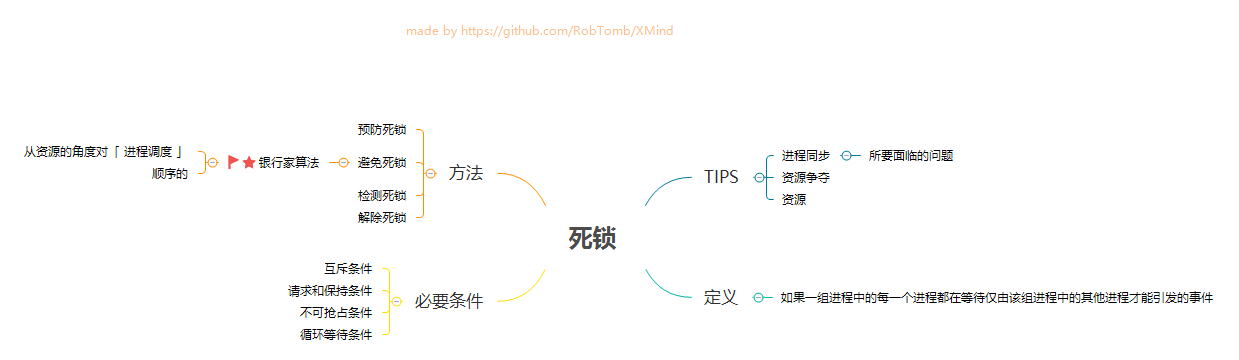 made by https://github.com/RobTomb/XMind
死锁
TIPS
进程同步
所要面临的问题
资源争夺
资源
定义
如果一组进程中的每一个进程都在等待仅由该组进程中的其他进程才能引发的事件
方法
预防死锁
避免死锁
银行家算法
从资源的角度对「 进程调度 」
顺序的
检测死锁
解除死锁
必要条件
互斥条件
请求和保持条件
不可抢占条件
循环等待条件